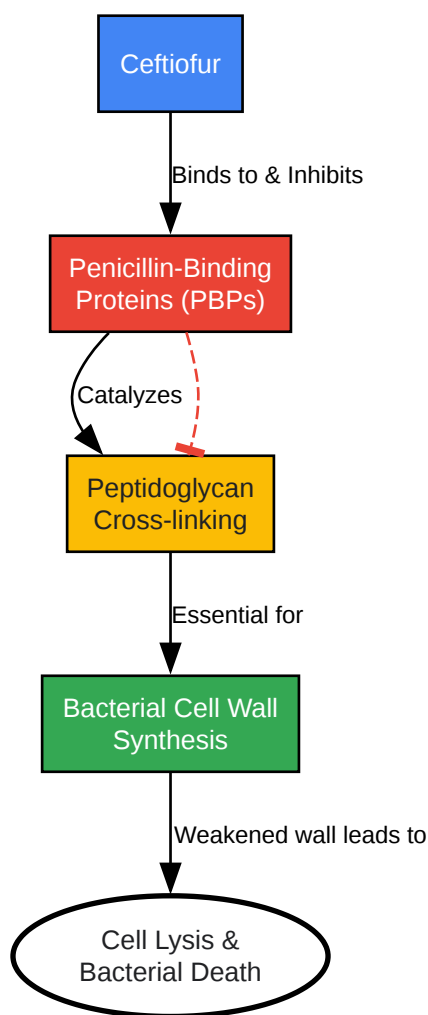 Ceftiofur
Binds to & Inhibits
Penicillin-Binding
Proteins (PBPs)
Catalyzes
Peptidoglycan
Cross-linking
Essential for
Bacterial Cell Wall
Synthesis
Weakened wall leads to
Cell Lysis &
Bacterial Death